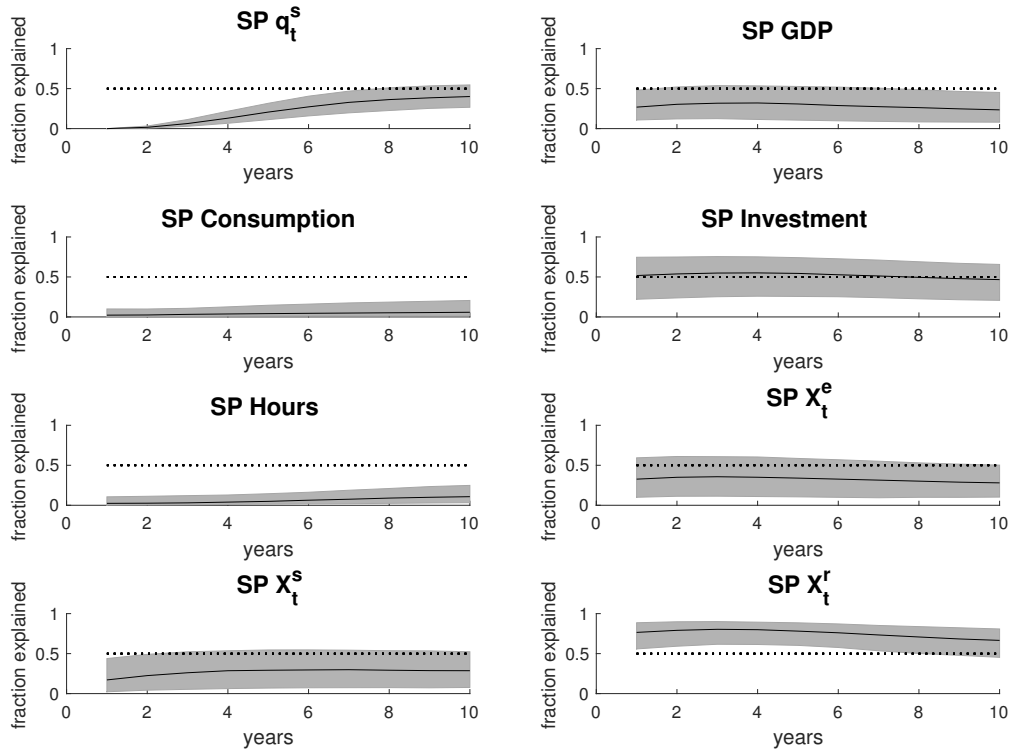 SP q_t^s
fraction explained
1
0.5
0
0 2 4 6 8 10
years
SP GDP
fraction explained
1
0.5
0
0 2 4 6 8 10
years
SP Consumption
fraction explained
1
0.5
0
0 2 4 6 8 10
years
SP Investment
fraction explained
1
0.5
0
0 2 4 6 8 10
years
SP Hours
fraction explained
1
0.5
0
0 2 4 6 8 10
years
SP X_t^e
fraction explained
1
0.5
0
0 2 4 6 8 10
years
SP X_t^s
fraction explained
1
0.5
0
0 2 4 6 8 10
years
SP X_t^r
fraction explained
1
0.5
0
0 2 4 6 8 10
years